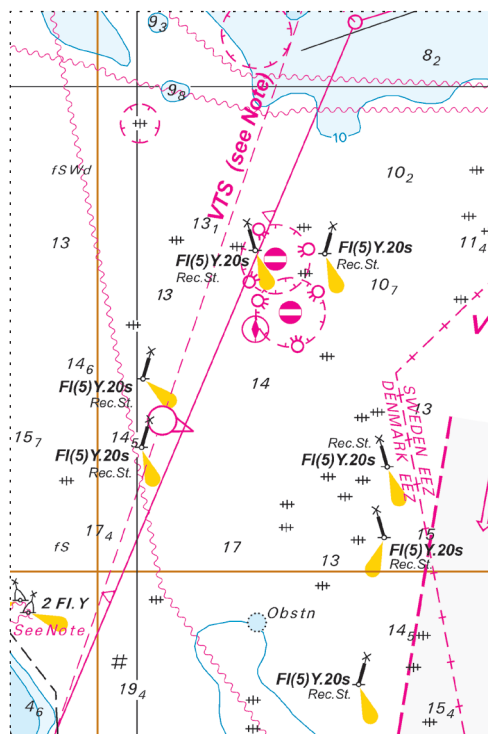 9₃
8₂
9₈
10
VTS (see Note)
fSWd
10₂
13₁
13
11₄
Fl(5)Y.20s
Rec.St.
Fl(5)Y.20s
Rec.St.
13
10₇
14₆
14
V
Fl(5)Y.20s
Rec.St.
SWEDEN EEZ
DENMARK EEZ
13
15₇
14₅
Fl(5)Y.20s
Rec.St.
Rec.St.
Fl(5)Y.20s
17₄
fS
17
15
Fl(5)Y.20s
Rec.St.
13
2 Fl.Y
See Note
Obstn
14₅
#
19₄
Fl(5)Y.20s
Rec.St.
4₆
15₄